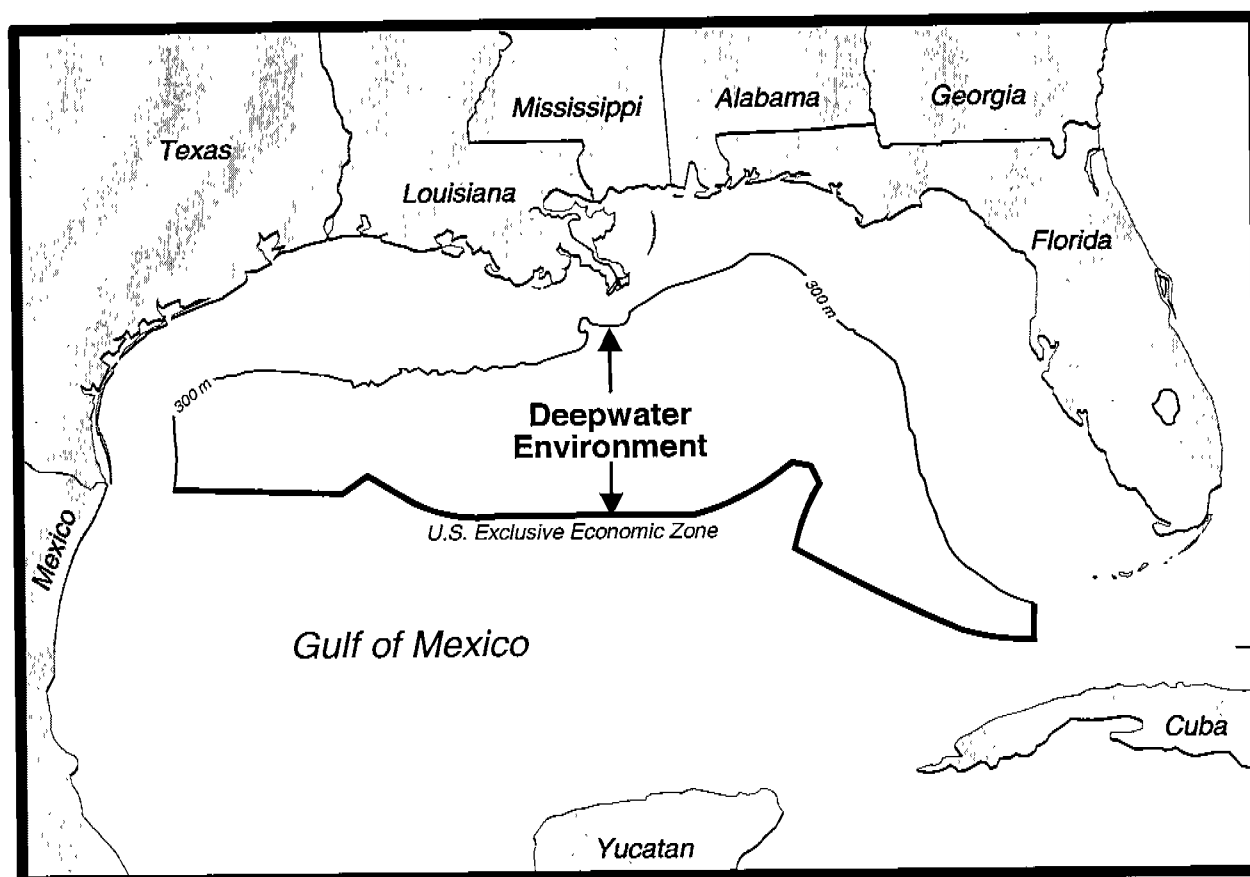 Mississippi
Alabama
Georgia
Texas
Louisiana
Florida
300 m
300 m
Deepwater
Environment
U.S. Exclusive Economic Zone
Mexico
Gulf of Mexico
Cuba
Yucatan